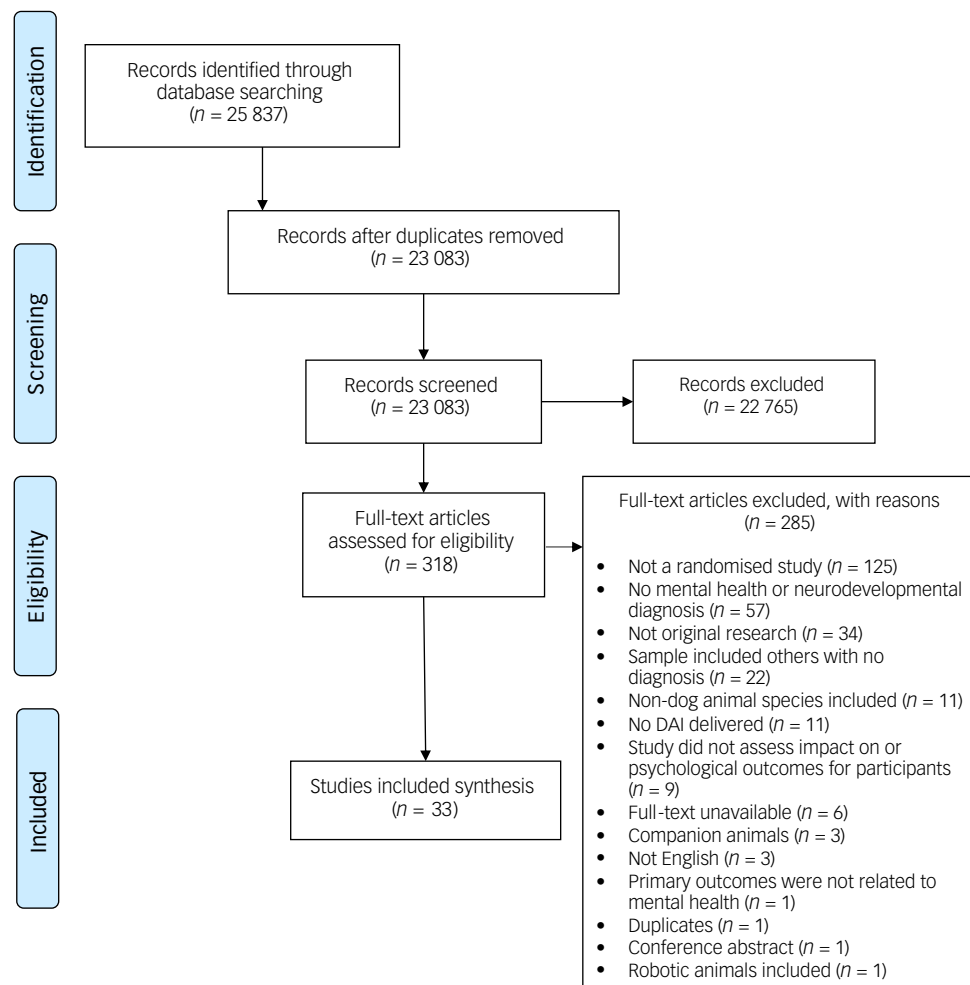 Identification
Records identified through
database searching
(n = 25 837)
Records after duplicates removed
(n = 23 083)
Screening
Records screened
(n = 23 083)
Records excluded
(n = 22 765)
Eligibility
Full-text articles
assessed for eligibility
(n = 318)
Full-text articles excluded, with reasons
(n = 285)
• Not a randomised study (n = 125)
• No mental health or neurodevelopmental
diagnosis (n = 57)
• Not original research (n = 34)
• Sample included others with no
diagnosis (n = 22)
• Non-dog animal species included (n = 11)
• No DAI delivered (n = 11)
• Study did not assess impact on or
psychological outcomes for participants
(n = 9)
• Full-text unavailable (n = 6)
• Companion animals (n = 3)
• Not English (n = 3)
• Primary outcomes were not related to
mental health (n = 1)
• Duplicates (n = 1)
• Conference abstract (n = 1)
• Robotic animals included (n = 1)
Included
Studies included synthesis
(n = 33)